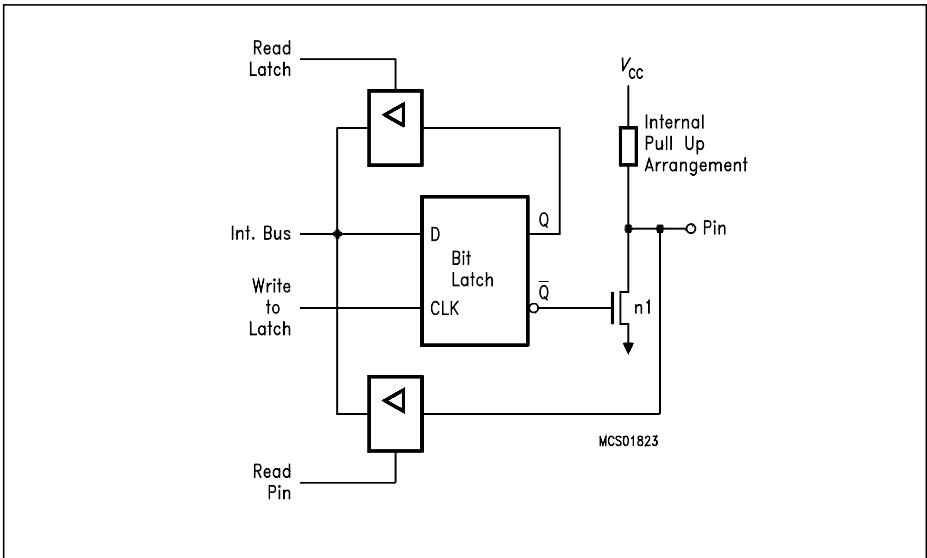 Read
Latch
V_CC
Internal
Pull Up
Arrangement
Q
Int. Bus
D
Pin
Bit
Latch
Write
to
Latch
Q̅
CLK
n1
MCS01823
Read
Pin